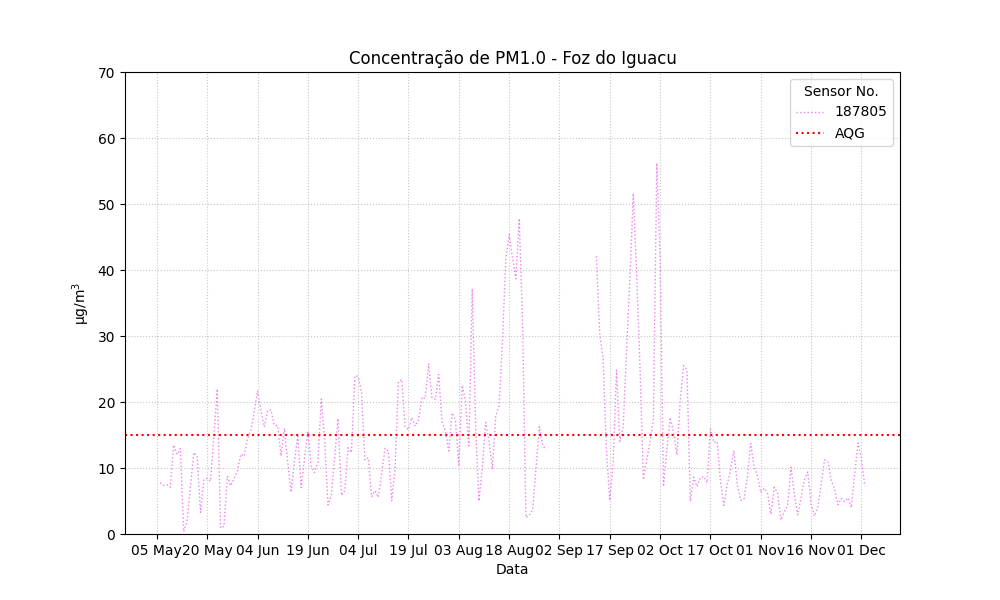 Concentração de PM1.0 - Foz do Iguacu
Sensor No.
187805
AQG
70
60
50
40
30
20
10
0
µg/m³
05 May 20 May 04 Jun 19 Jun 04 Jul 19 Jul 03 Aug 18 Aug 02 Sep 17 Sep 02 Oct 17 Oct 01 Nov 16 Nov 01 Dec
Data